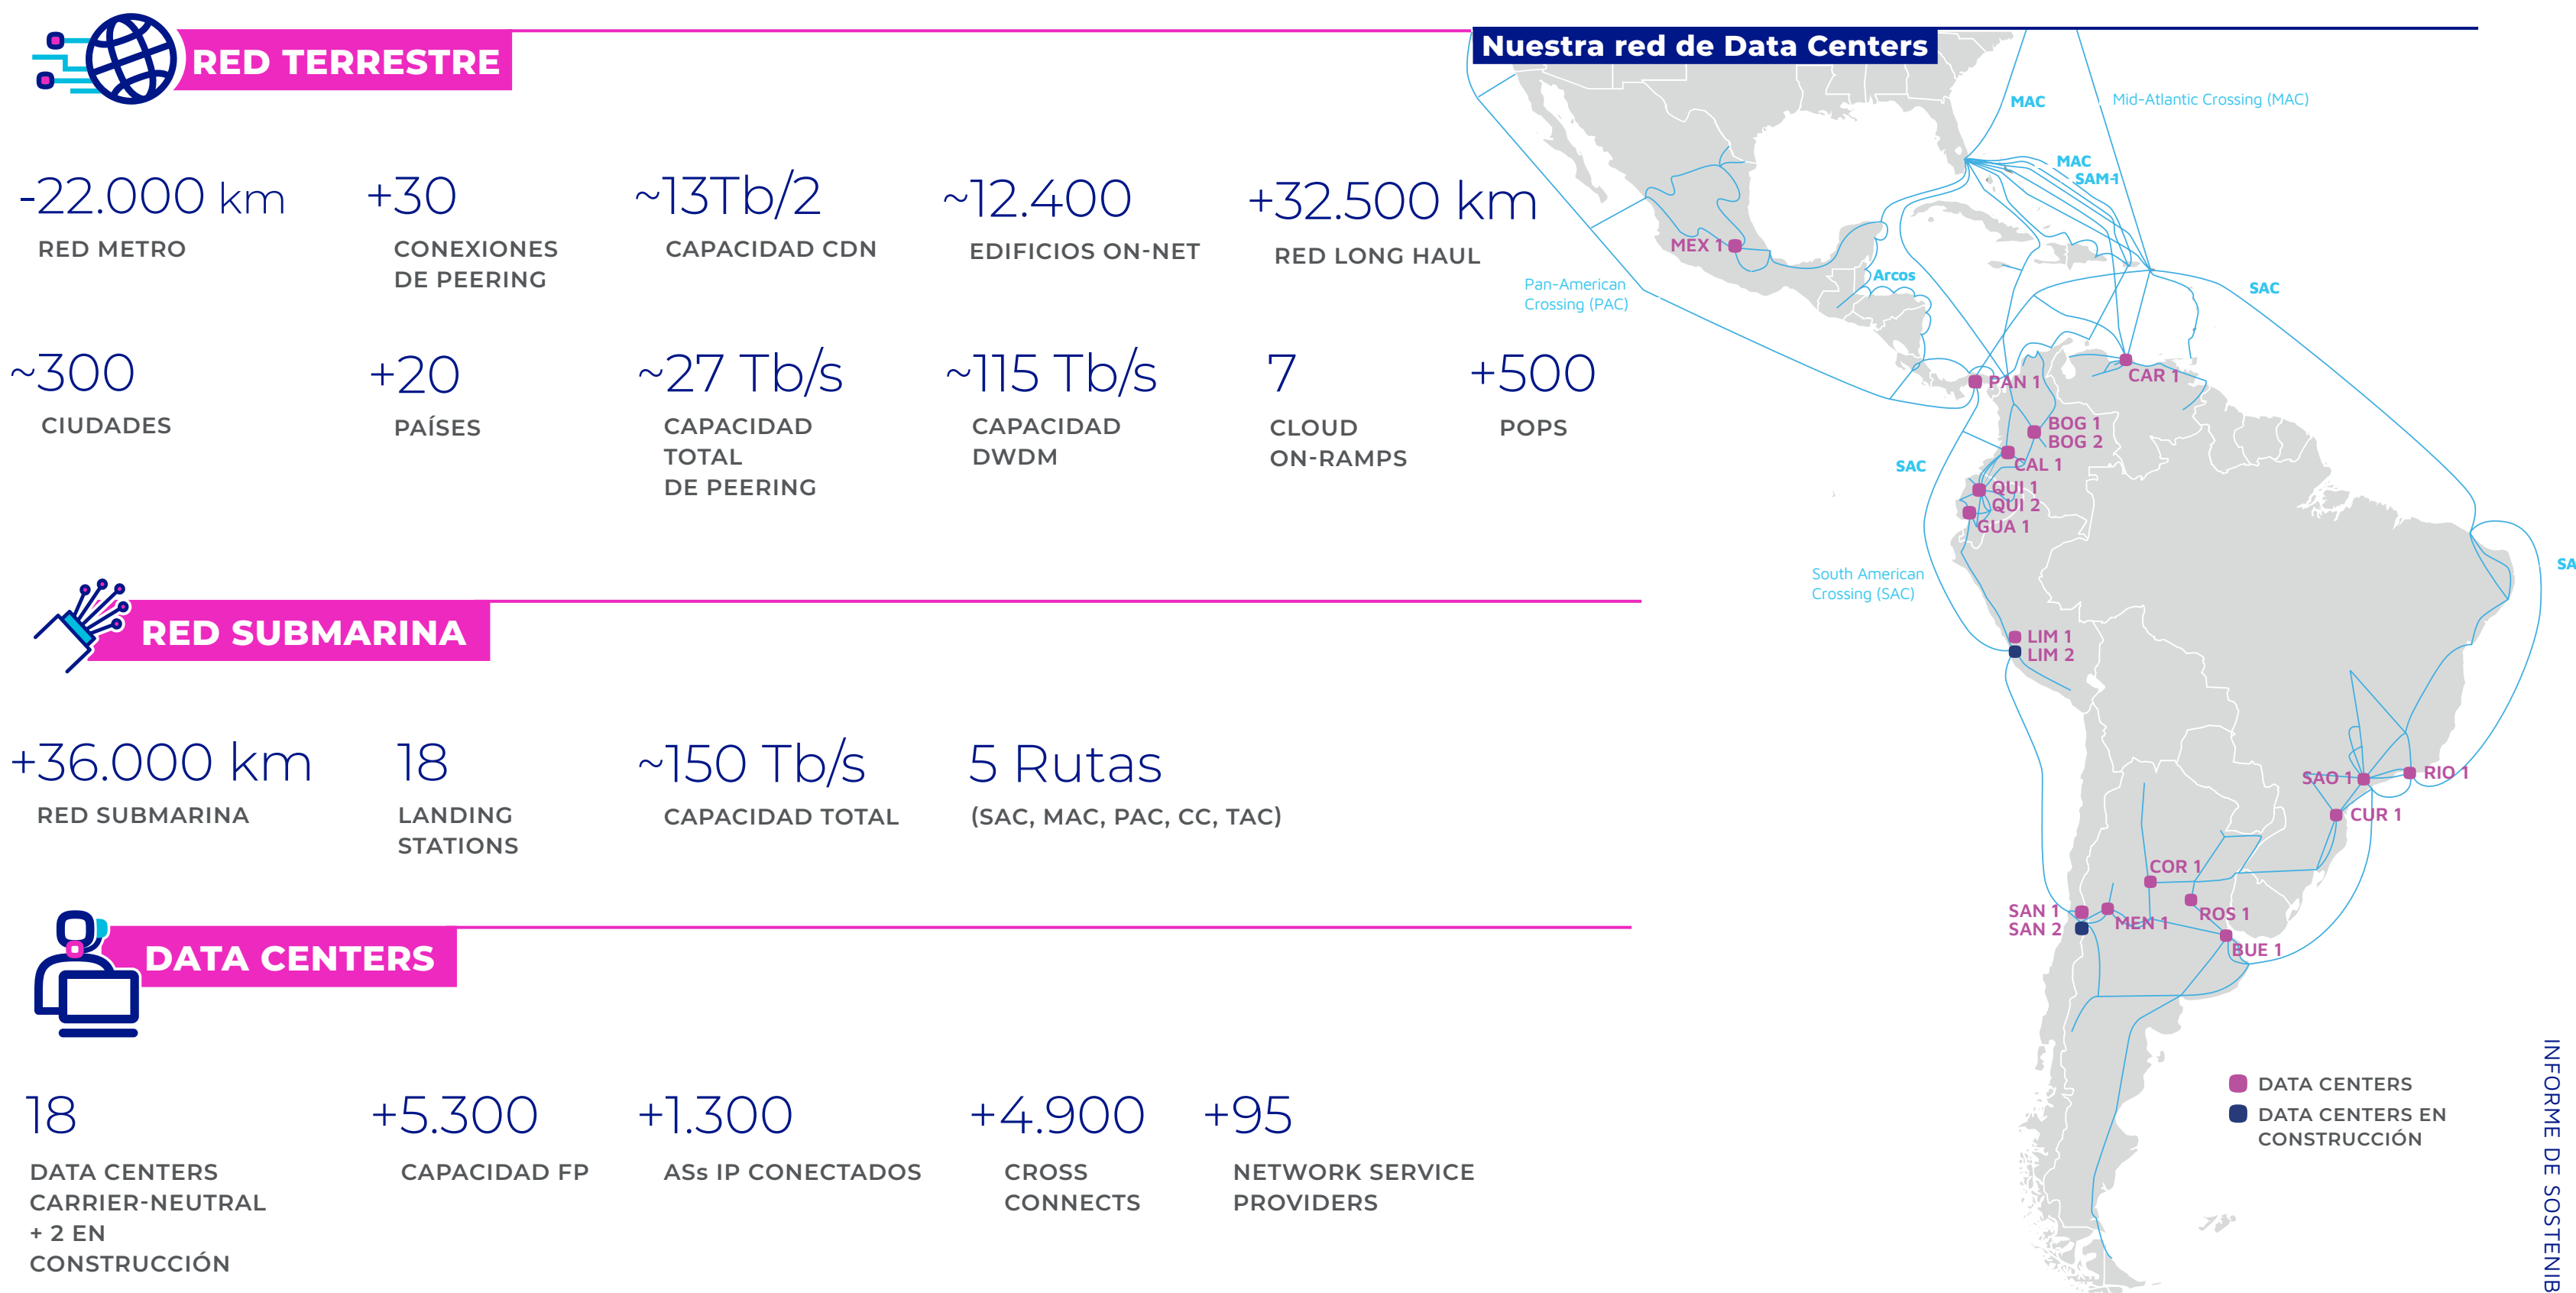 RED TERRESTRE
-22.000 km
RED METRO
+30
CONEXIONES
DE PEERING
~13Tb/2
CAPACIDAD CDN
~12.400
EDIFICIOS ON-NET
+32.500 km
RED LONG HAUL
~300
CIUDADES
+20
PAÍSES
~27 Tb/s
CAPACIDAD
TOTAL
DE PEERING
~115 Tb/s
CAPACIDAD
DWDM
7
CLOUD
ON-RAMPS
+500
POPS
RED SUBMARINA
+36.000 km
RED SUBMARINA
18
LANDING
STATIONS
~150 Tb/s
CAPACIDAD TOTAL
5 Rutas
(SAC, MAC, PAC, CC, TAC)
DATA CENTERS
18
DATA CENTERS
CARRIER-NEUTRAL
+ 2 EN
CONSTRUCCIÓN
+5.300
CAPACIDAD FP
+1.300
ASs IP CONECTADOS
+4.900
CROSS
CONNECTS
+95
NETWORK SERVICE
PROVIDERS
Nuestra red de Data Centers
MAC
Mid-Atlantic Crossing (MAC)
MAC
SAM-1
MEX 1
Arcos
Pan-American
Crossing (PAC)
SAC
PAN 1
CAR 1
BOG 1
BOG 2
SAC
CAL 1
QUI 1
QUI 2
GUA 1
South American
Crossing (SAC)
SA
LIM 1
LIM 2
SAO 1
RIO 1
CUR 1
COR 1
SAN 1
SAN 2
MEN 1
ROS 1
BUE 1
DATA CENTERS
DATA CENTERS EN
CONSTRUCCIÓN
INFORME DE SOSTENIB